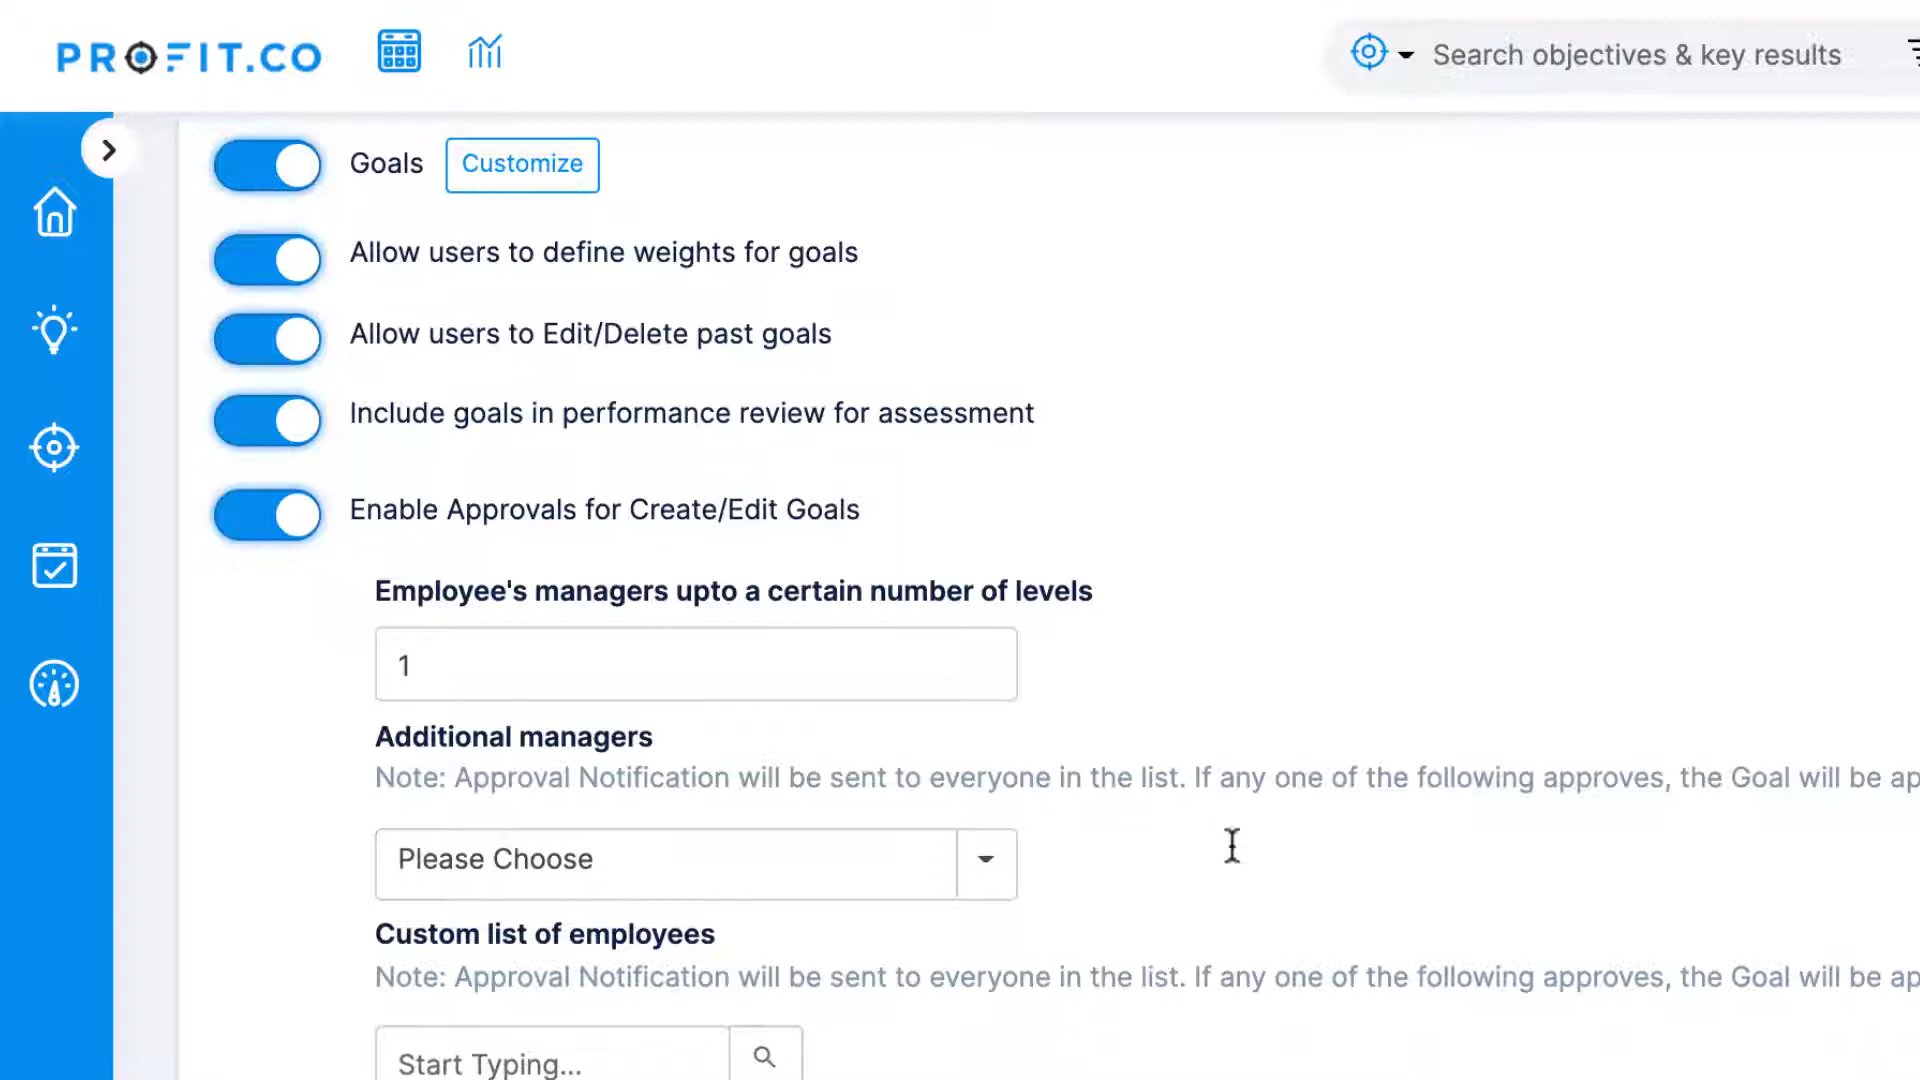 PROFIT.CO
Search objectives & key results
Goals
Customize
Allow users to define weights for goals
Allow users to Edit/Delete past goals
Include goals in performance review for assessment
Enable Approvals for Create/Edit Goals
Employee's managers upto a certain number of levels
1
Additional managers
Note: Approval Notification will be sent to everyone in the list. If any one of the following approves, the Goal will be ap
Please Choose
Custom list of employees
Note: Approval Notification will be sent to everyone in the list. If any one of the following approves, the Goal will be ap
Start Typing...